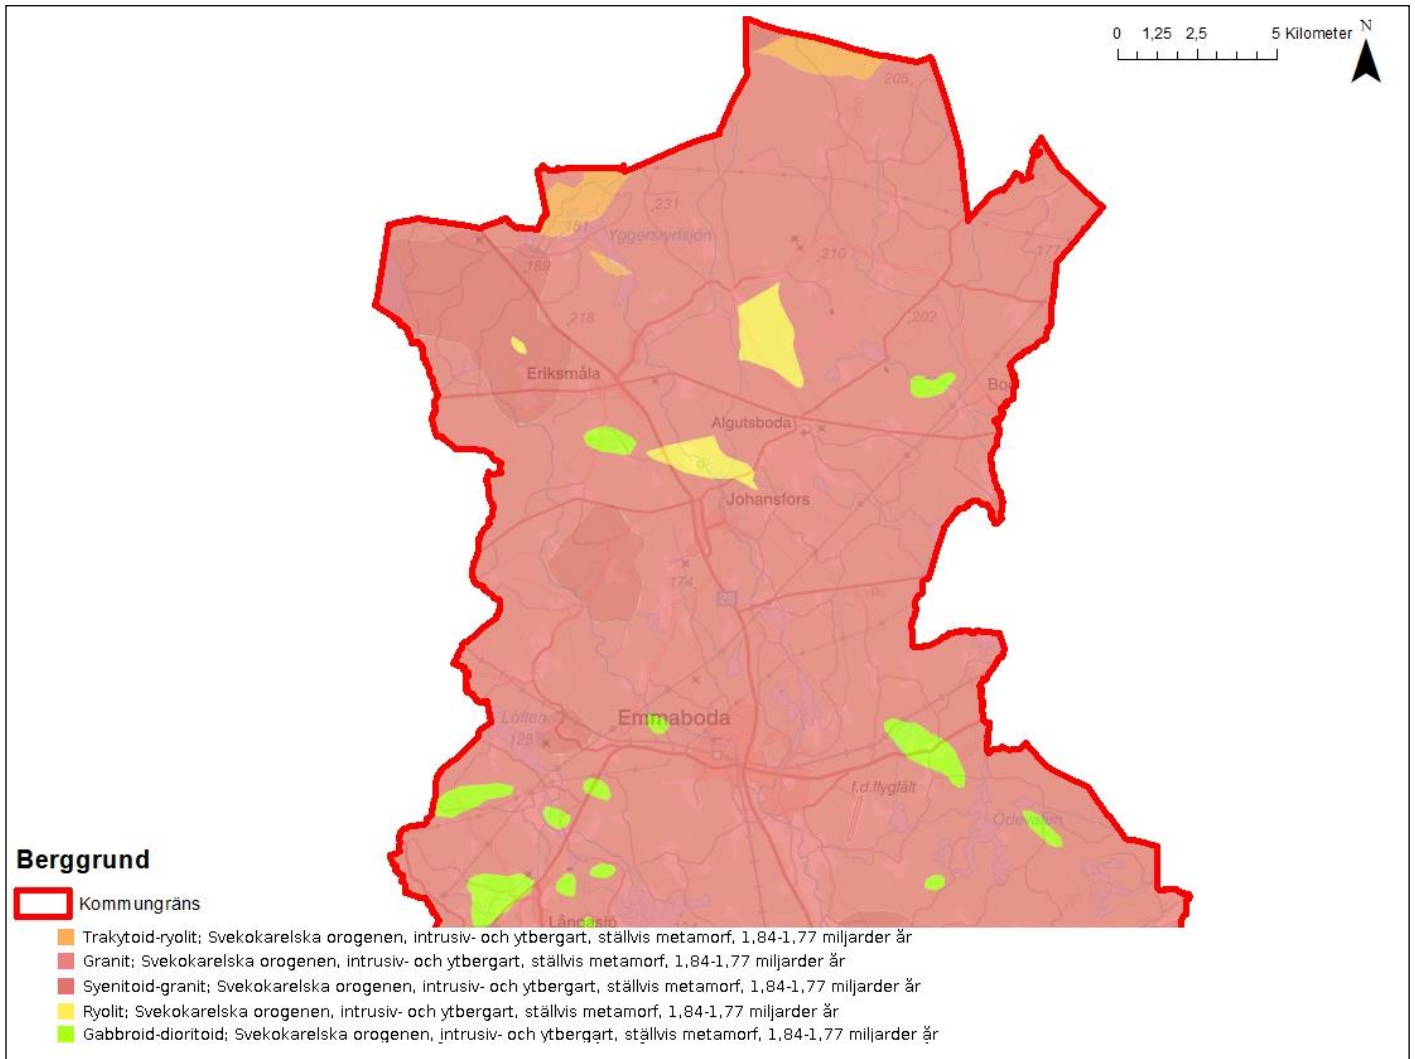 0 1,25 2,5 5 Kilometer
N
205
231
181
Yggerslydsjön
210
177
189
218
202
Eriksmåla
Bo
Algutsboda
Johansfors
174
28
Löften
Emmaboda
128
f.d.flygfält
Ödevaten
Långasjö
Berggrund
Kommungräns
Trakytoid-ryolit; Svekokarelska orogenen, intrusiv- och ytbergart, ställvis metamorf, 1,84-1,77 miljarder år
Granit; Svekokarelska orogenen, intrusiv- och ytbergart, ställvis metamorf, 1,84-1,77 miljarder år
Syenitoid-granit; Svekokarelska orogenen, intrusiv- och ytbergart, ställvis metamorf, 1,84-1,77 miljarder år
Ryolit; Svekokarelska orogenen, intrusiv- och ytbergart, ställvis metamorf, 1,84-1,77 miljarder år
Gabbroid-dioritoid; Svekokarelska orogenen, intrusiv- och ytbergart, ställvis metamorf, 1,84-1,77 miljarder år